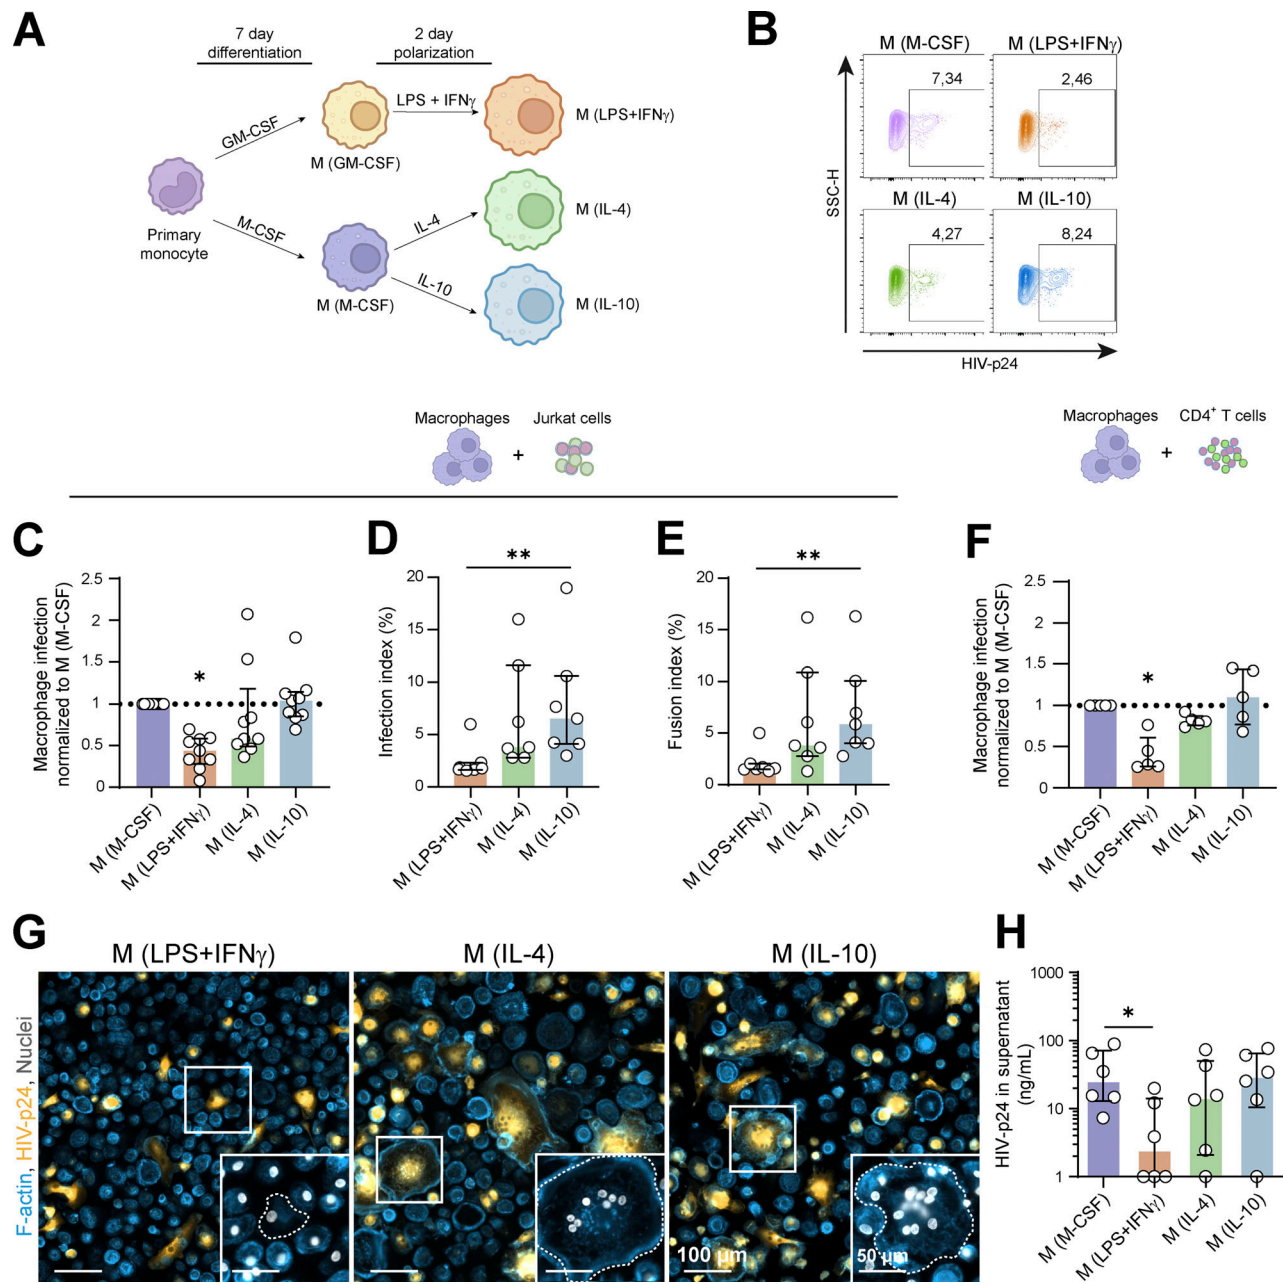 A
7 day
differentiation
2 day
polarization
GM-CSF
M (GM-CSF)
LPS + IFNγ
M (LPS+IFNγ)
Primary
monocyte
M-CSF
M (M-CSF)
IL-4
M (IL-4)
IL-10
M (IL-10)
B
M (M-CSF)
M (LPS+IFNγ)
7,34
2,46
M (IL-4)
M (IL-10)
4,27
8,24
SSC-H
HIV-p24
Macrophages
+
Jurkat cells
Macrophages
+
CD4⁺ T cells
C
Macrophage infection
normalized to M (M-CSF)
2.5
2
1.5
1
0.5
0
*
M (M-CSF)
M (LPS+IFNγ)
M (IL-4)
M (IL-10)
D
Infection index (%)
20
15
10
5
0
**
M (LPS+IFNγ)
M (IL-4)
M (IL-10)
E
Fusion index (%)
20
15
10
5
0
**
M (LPS+IFNγ)
M (IL-4)
M (IL-10)
F
Macrophage infection
normalized to M (M-CSF)
2.5
2
1.5
1
0.5
0
*
M (M-CSF)
M (LPS+IFNγ)
M (IL-4)
M (IL-10)
G
M (LPS+IFNγ)
M (IL-4)
M (IL-10)
F-actin, HIV-p24, Nuclei
100 µm
50 µm
H
HIV-p24 in supernatant
(ng/mL)
1000
100
10
1
*
M (M-CSF)
M (LPS+IFNγ)
M (IL-4)
M (IL-10)